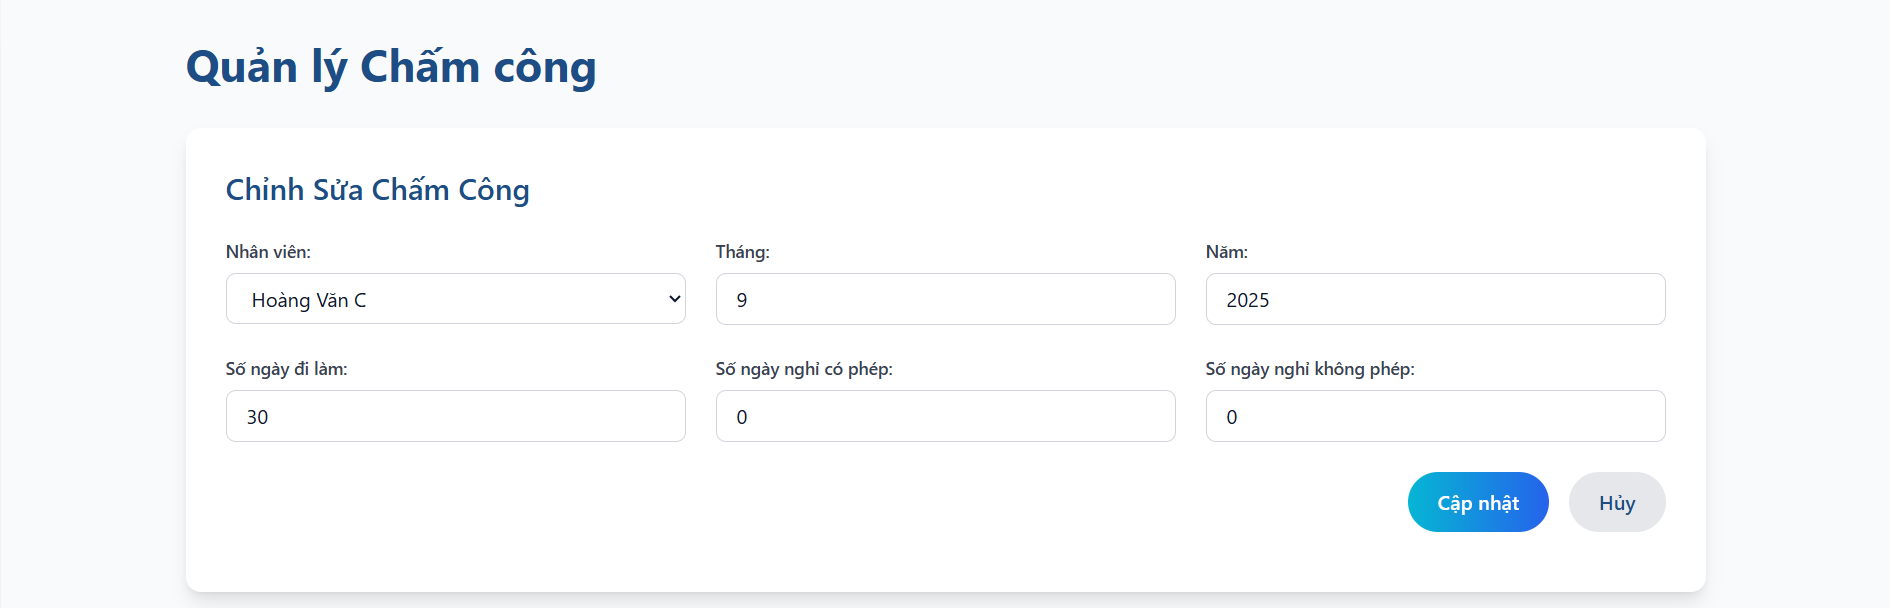 Quản lý Chấm công
Chỉnh Sửa Chấm Công
Nhân viên:
Tháng:
Năm:
Hoàng Văn C
9
2025
Số ngày đi làm:
Số ngày nghỉ có phép:
Số ngày nghỉ không phép:
30
0
0
Cập nhật
Hủy